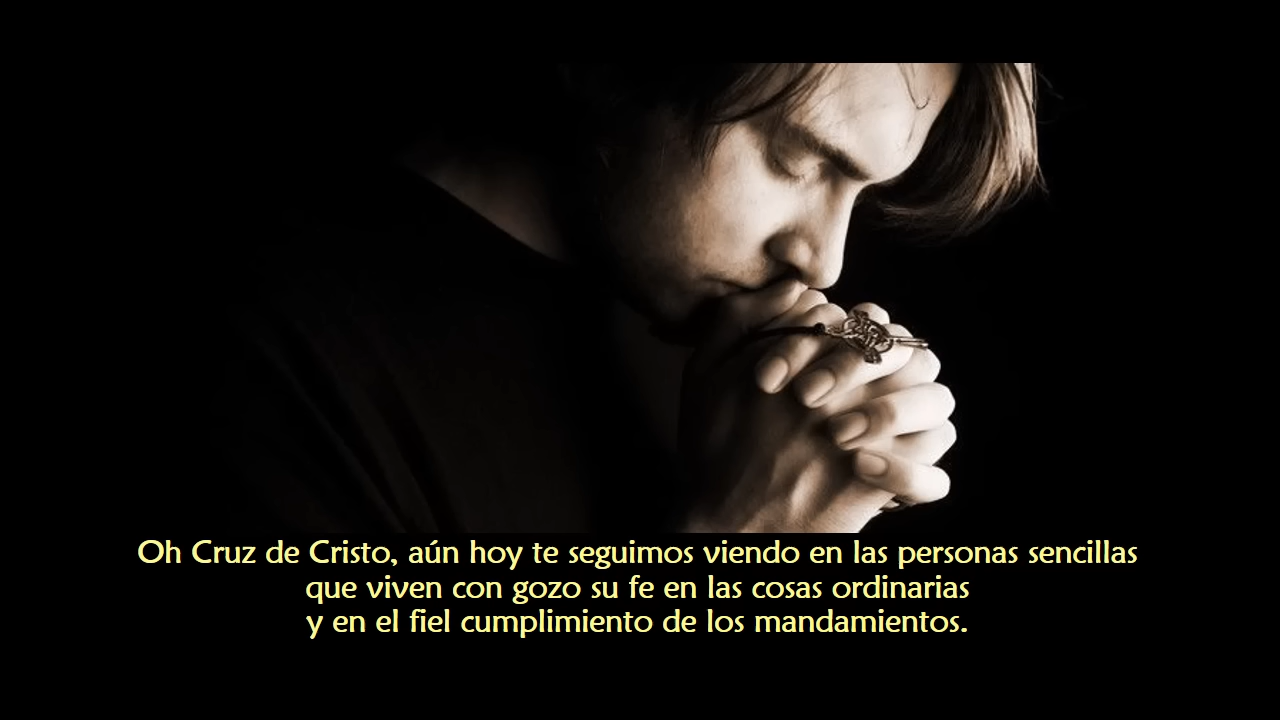 Oh Cruz de Cristo, aún hoy te seguimos viendo en las personas sencillas
que viven con gozo su fe en las cosas ordinarias
y en el fiel cumplimiento de los mandamientos.